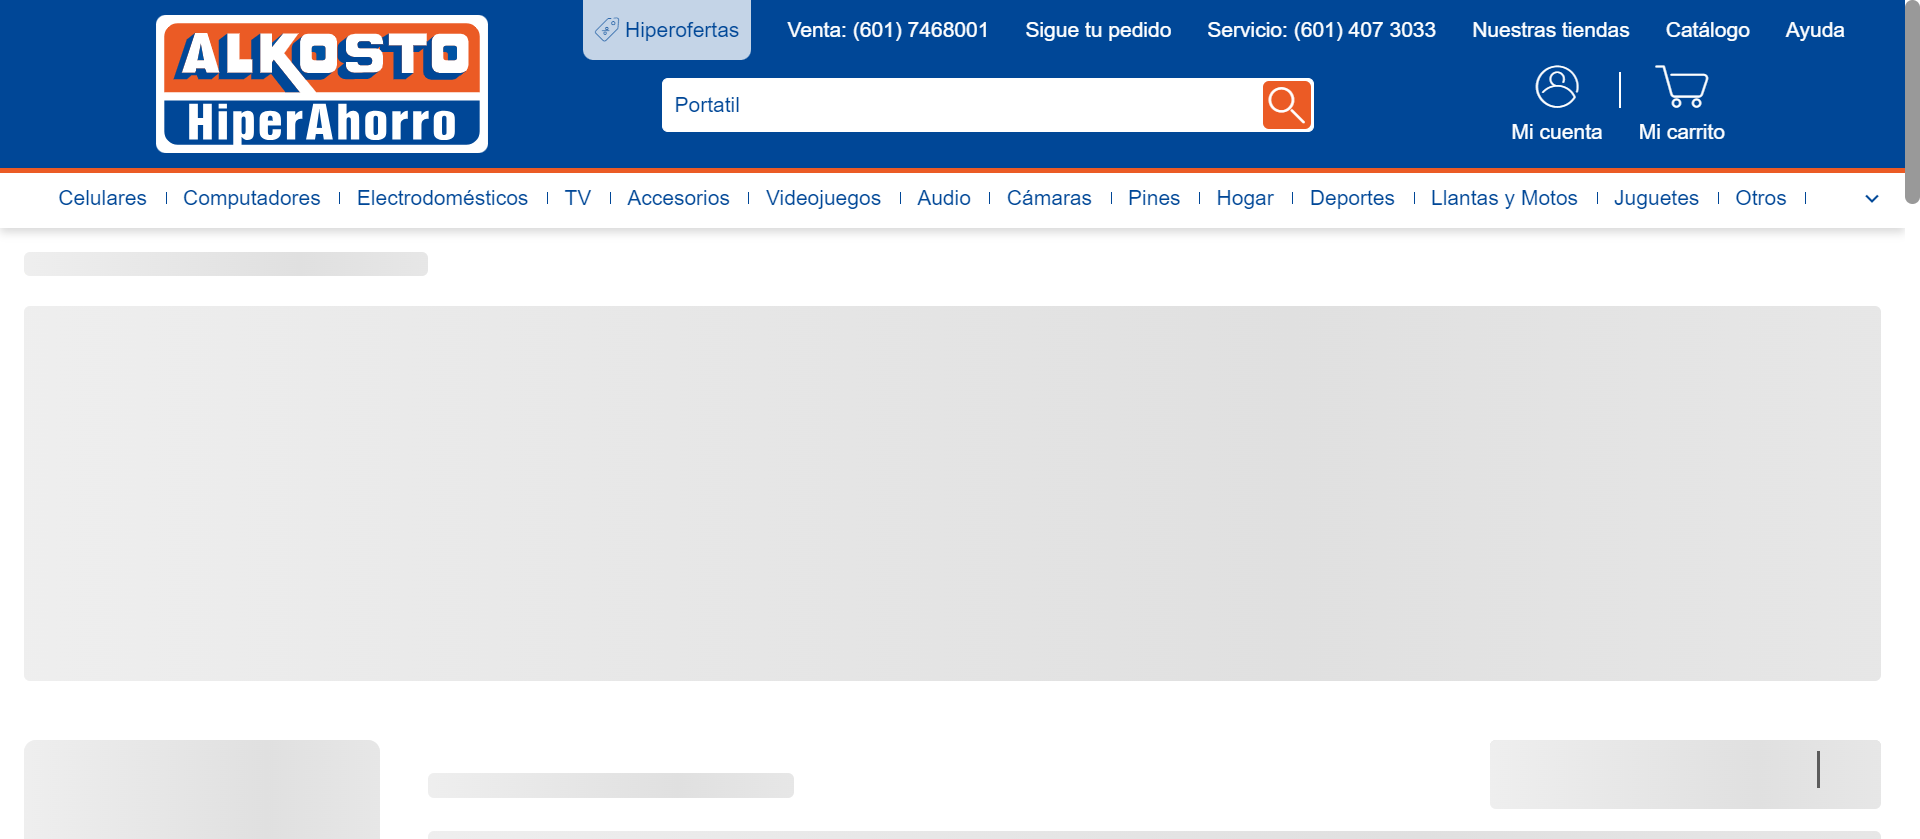 ALKOSTO
HiperAhorro
Hiperofertas
Venta: (601) 7468001
Sigue tu pedido
Servicio: (601) 407 3033
Nuestras tiendas
Catálogo
Ayuda
Portatil
Mi cuenta
Mi carrito
Celulares
Computadores
Electrodomésticos
TV
Accesorios
Videojuegos
Audio
Cámaras
Pines
Hogar
Deportes
Llantas y Motos
Juguetes
Otros